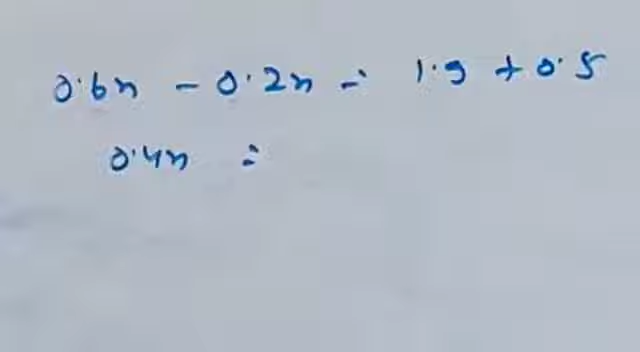 0.6x - 0.2x = 1.9 + 0.5
0.4x =